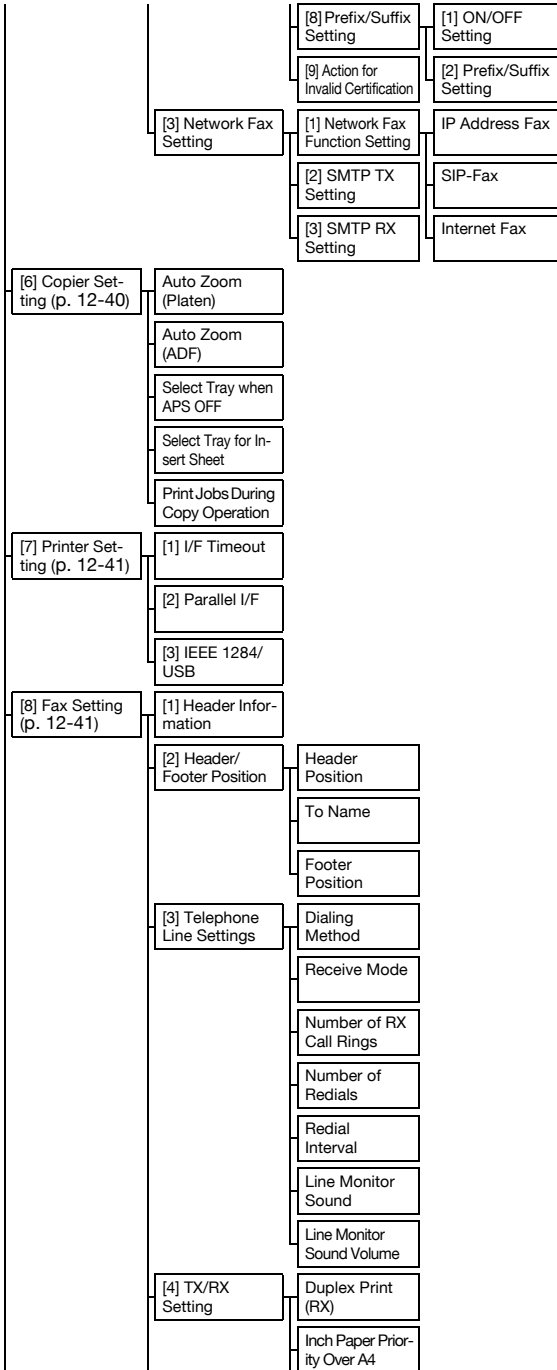 [8] Prefix/Suffix
Setting
[1] ON/OFF
Setting
[9] Action for
Invalid Certification
[2] Prefix/Suffix
Setting
[3] Network Fax
Setting
[1] Network Fax
Function Setting
IP Address Fax
[2] SMTP TX
Setting
SIP-Fax
[3] SMTP RX
Setting
Internet Fax
[6] Copier Set-
ting (p. 12-40)
Auto Zoom
(Platen)
Auto Zoom
(ADF)
Select Tray when
APS OFF
Select Tray for In-
sert Sheet
Print Jobs During
Copy Operation
[7] Printer Set-
ting (p. 12-41)
[1] I/F Timeout
[2] Parallel I/F
[3] IEEE 1284/
USB
[8] Fax Setting
(p. 12-41)
[1] Header Infor-
mation
[2] Header/
Footer Position
Header
Position
To Name
Footer
Position
[3] Telephone
Line Settings
Dialing
Method
Receive Mode
Number of RX
Call Rings
Number of
Redials
Redial
Interval
Line Monitor
Sound
Line Monitor
Sound Volume
[4] TX/RX
Setting
Duplex Print
(RX)
Inch Paper Prior-
ity Over A4